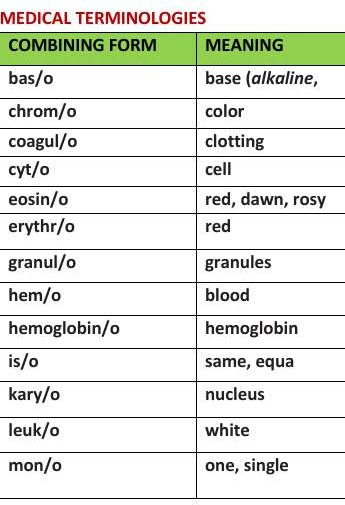 MEDICAL TERMINOLOGIES
COMBINING FORM MEANING
bas/o base (alkaline,
chrom/o color
coagul/o clotting
cyt/o cell
eosin/o red, dawn, rosy
erythr/o red
granul/o granules
hem/o blood
hemoglobin/o hemoglobin
is/o same, equa
kary/o nucleus
leuk/o white
mon/o one, single